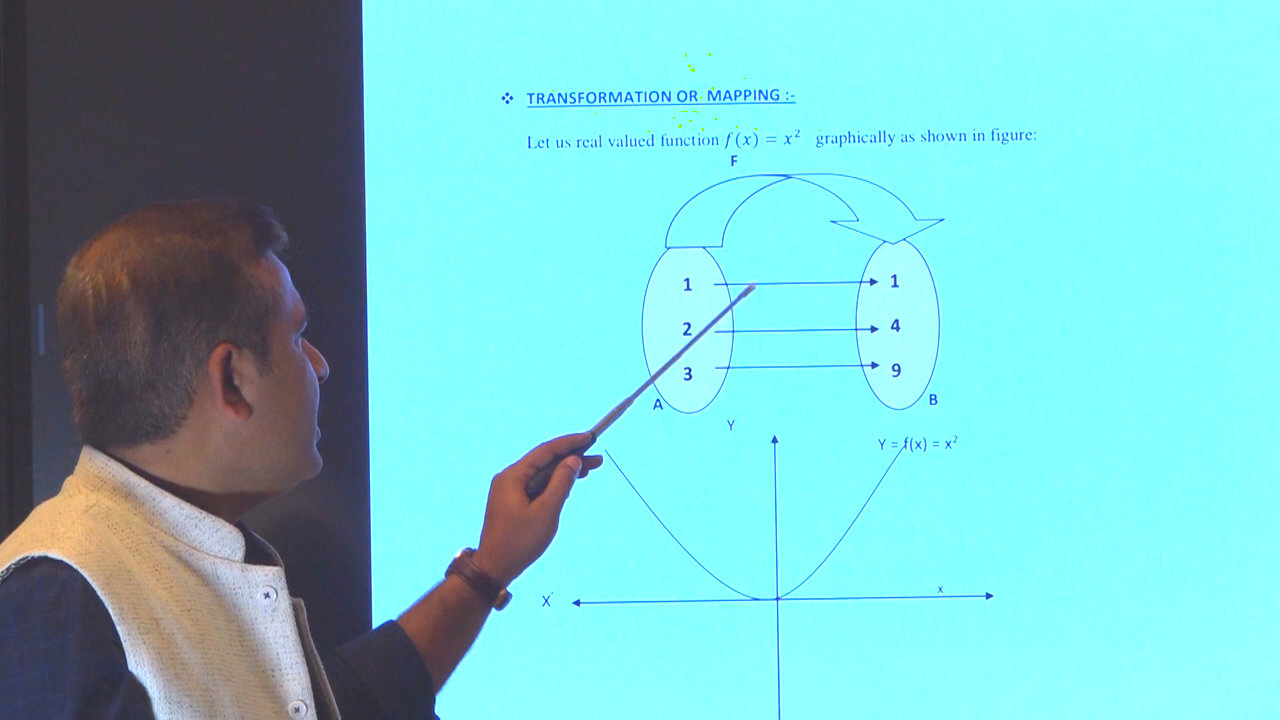 ❖ TRANSFORMATION OR MAPPING :-
Let us real valued function f(x) = x² graphically as shown in figure:
F
1 1
2 4
3 9
A B
Y
Y = f(x) = x²
X' x